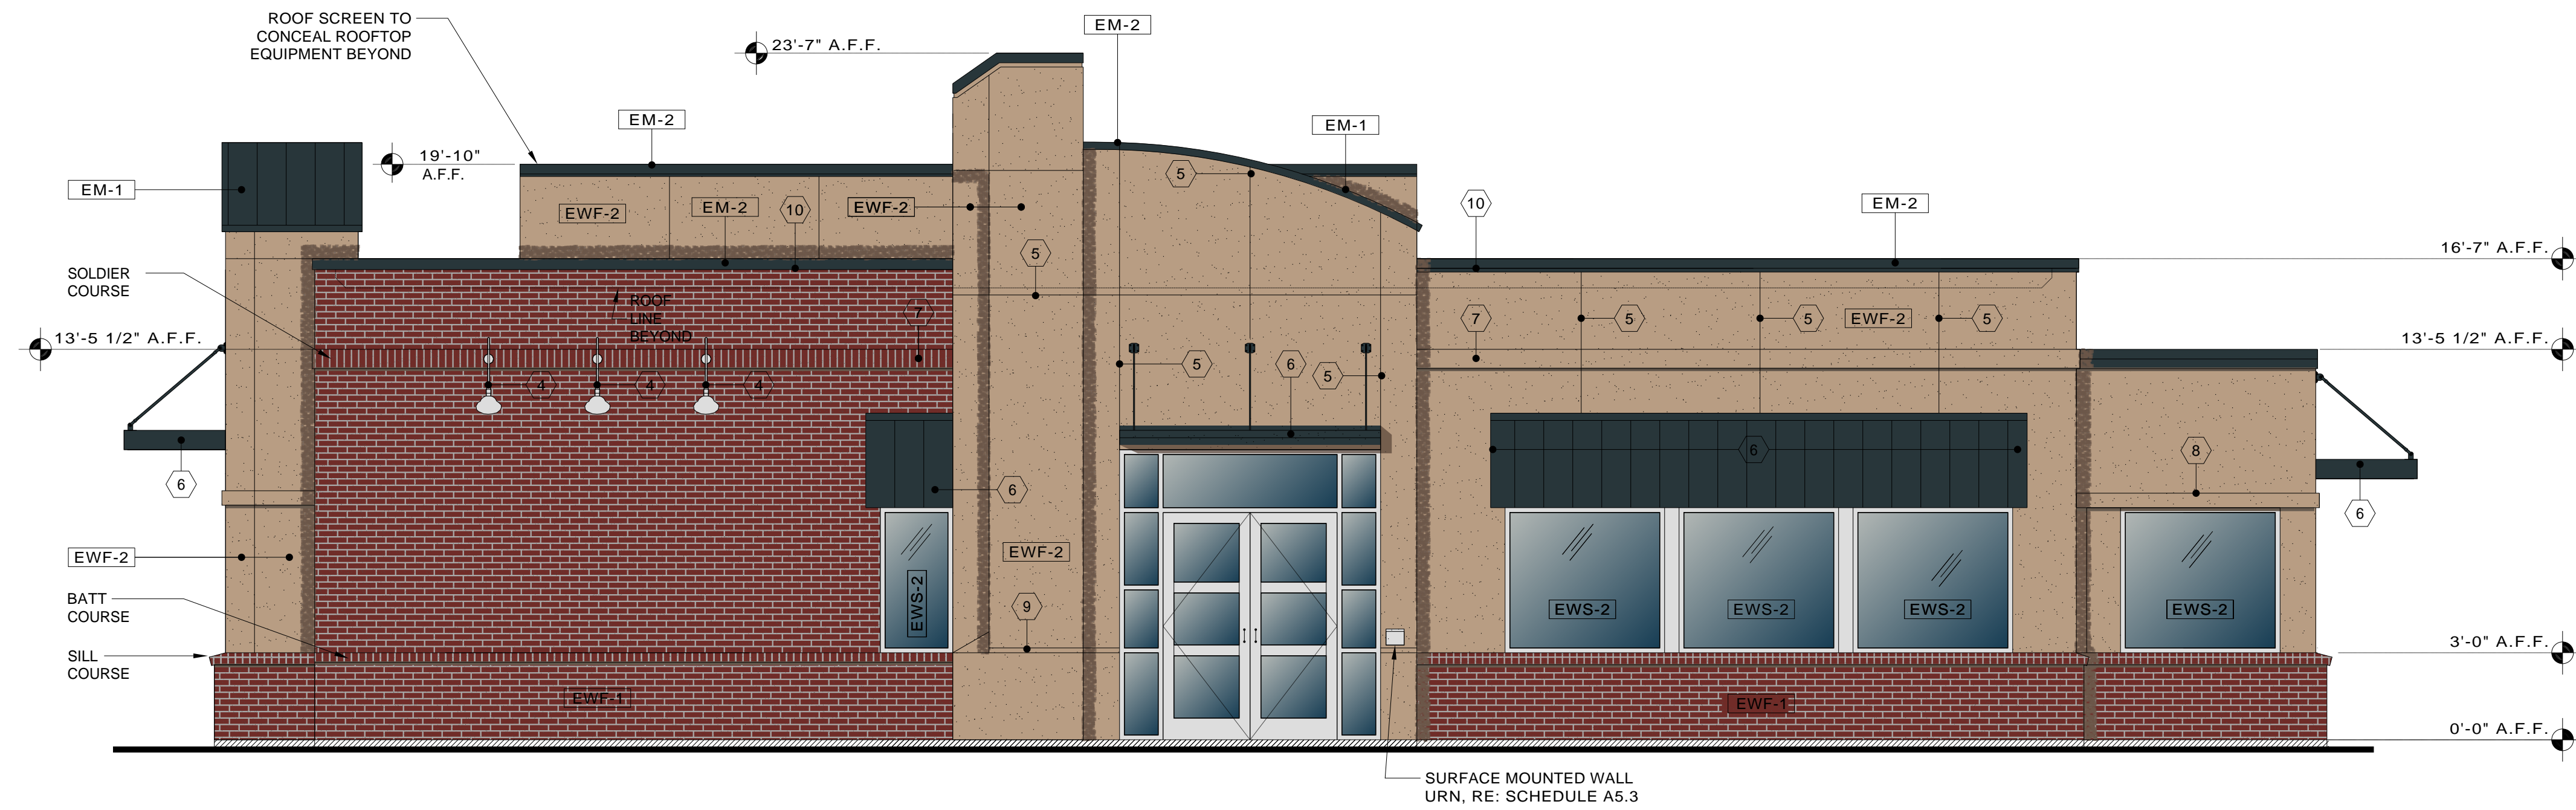 ROOF SCREEN TO
CONCEAL ROOFTOP
EQUIPMENT BEYOND
23'-7" A.F.F.
EM-2
EM-2
EM-1
19'-10"
A.F.F.
EM-1
5
EWF-2
EM-2
10
EWF-2
10
EM-2
16'-7" A.F.F.
5
SOLDIER
COURSE
ROOF
LINE
BEYOND
7
7
5
5
EWF-2
5
13'-5 1/2" A.F.F.
13'-5 1/2" A.F.F.
5
6
5
4
4
4
6
8
6
6
6
EWF-2
EWF-2
BATT
COURSE
9
EWS-2
EWS-2
EWS-2
EWS-2
EWS-2
SILL
COURSE
3'-0" A.F.F.
EWF-1
EWF-1
0'-0" A.F.F.
SURFACE MOUNTED WALL
URN, RE: SCHEDULE A5.3